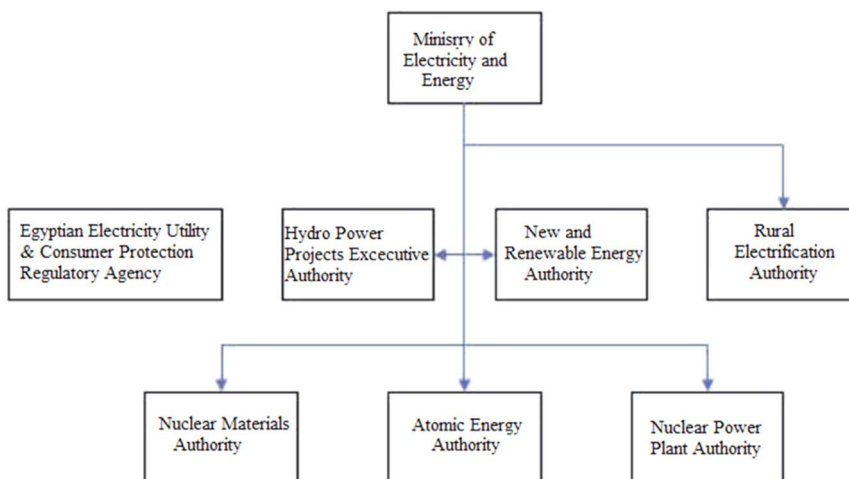 Minisrry of
Electricity and
Energy
Egyptian Electricity Utility
& Consumer Protection
Regulatory Agency
Hydro Power
Projects Excecutive
Authority
New and
Renewable Energy
Authority
Rural
Electrification
Authority
Nuclear Materials
Authority
Atomic Energy
Authority
Nuclear Power
Plant Authority